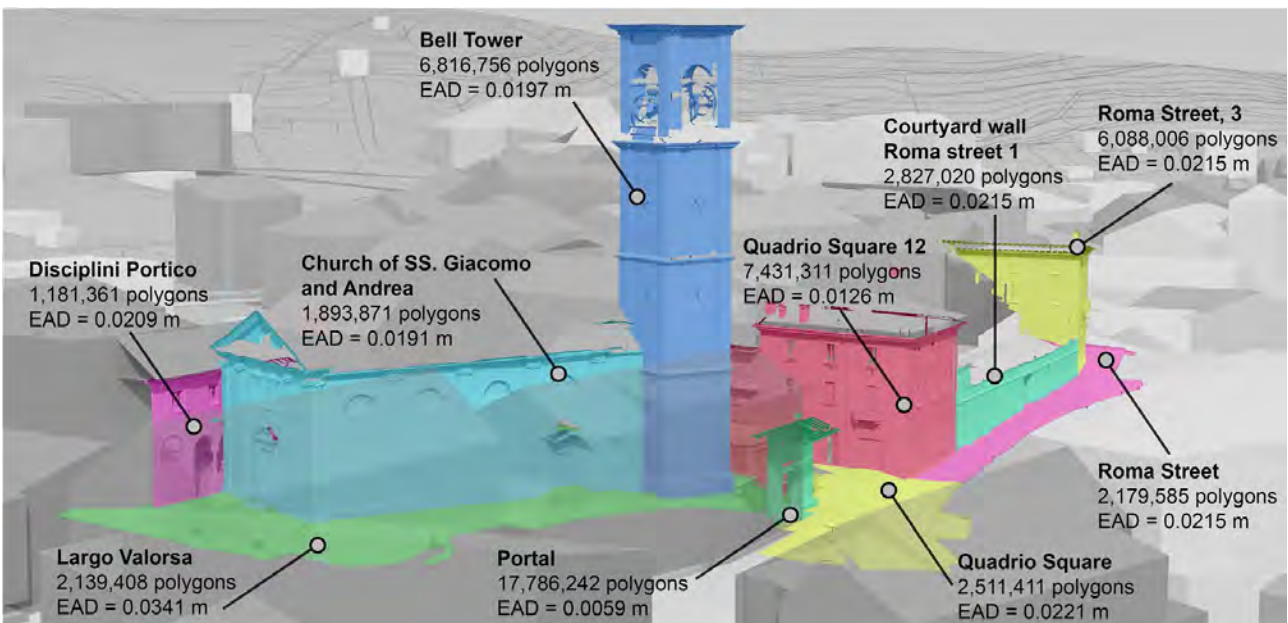 Bell Tower
6,816,756 polygons
EAD = 0.0197 m
Roma Street, 3
6,088,006 polygons
EAD = 0.0215 m
Courtyard wall
Roma street 1
2,827,020 polygons
EAD = 0.0215 m
Quadrio Square 12
7,431,311 polygons
EAD = 0.0126 m
Disciplini Portico
1,181,361 polygons
EAD = 0.0209 m
Church of SS. Giacomo
and Andrea
1,893,871 polygons
EAD = 0.0191 m
Roma Street
2,179,585 polygons
EAD = 0.0215 m
Largo Valorsa
2,139,408 polygons
EAD = 0.0341 m
Portal
17,786,242 polygons
EAD = 0.0059 m
Quadrio Square
2,511,411 polygons
EAD = 0.0221 m